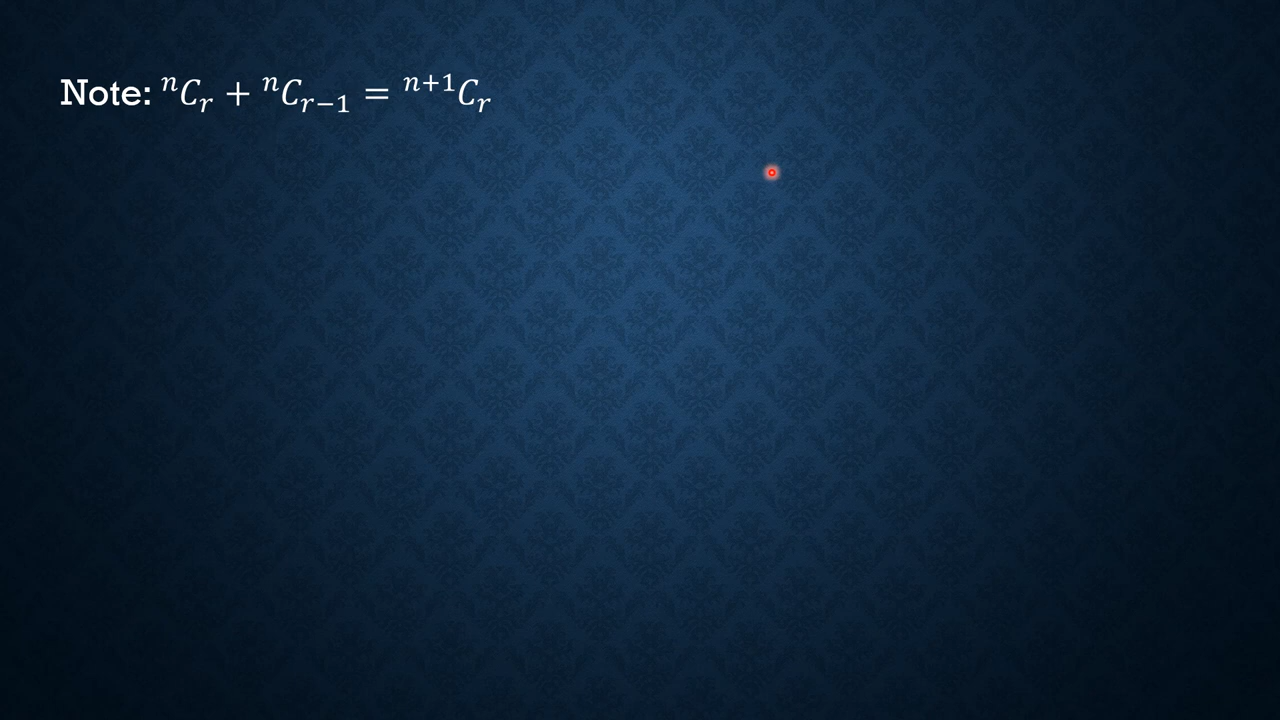 Note: ⁿCᵣ + ⁿCᵣ₋₁ = ⁿ⁺¹Cᵣ